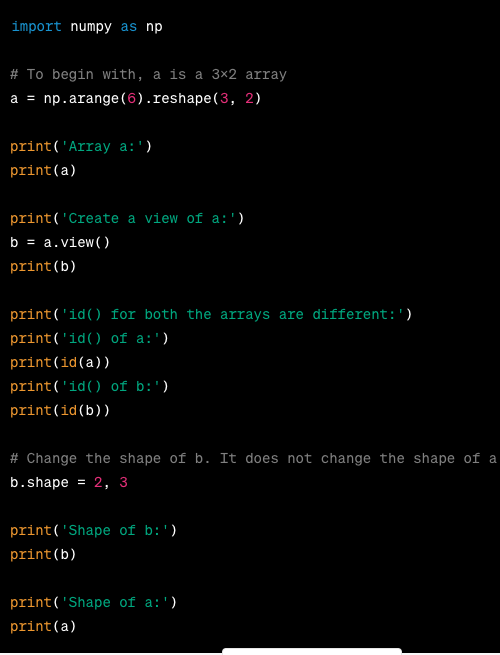 import numpy as np
# To begin with, a is a 3×2 array
a = np.arange(6).reshape(3, 2)
print('Array a:')
print(a)
print('Create a view of a:')
b = a.view()
print(b)
print('id() for both the arrays are different:')
print('id() of a:')
print(id(a))
print('id() of b:')
print(id(b))
# Change the shape of b. It does not change the shape of a
b.shape = 2, 3
print('Shape of b:')
print(b)
print('Shape of a:')
print(a)